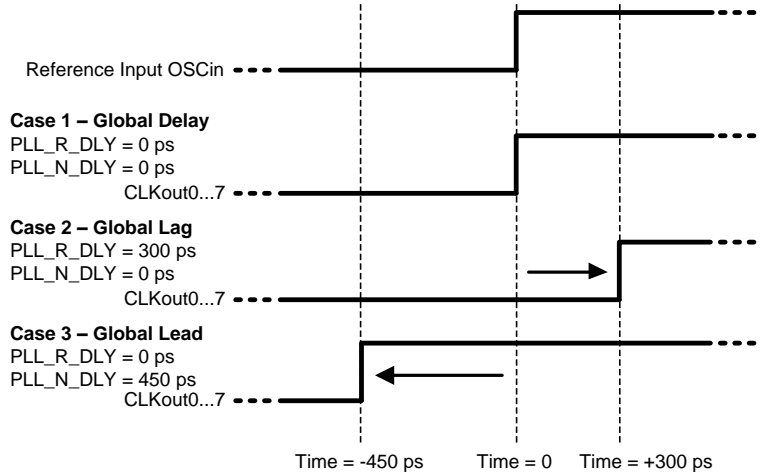 Reference Input OSCin
Case 1 – Global Delay
PLL_R_DLY = 0 ps
PLL_N_DLY = 0 ps
CLKout0...7
Case 2 – Global Lag
PLL_R_DLY = 300 ps
PLL_N_DLY = 0 ps
CLKout0...7
Case 3 – Global Lead
PLL_R_DLY = 0 ps
PLL_N_DLY = 450 ps
CLKout0...7
Time = -450 ps
Time = 0
Time = +300 ps